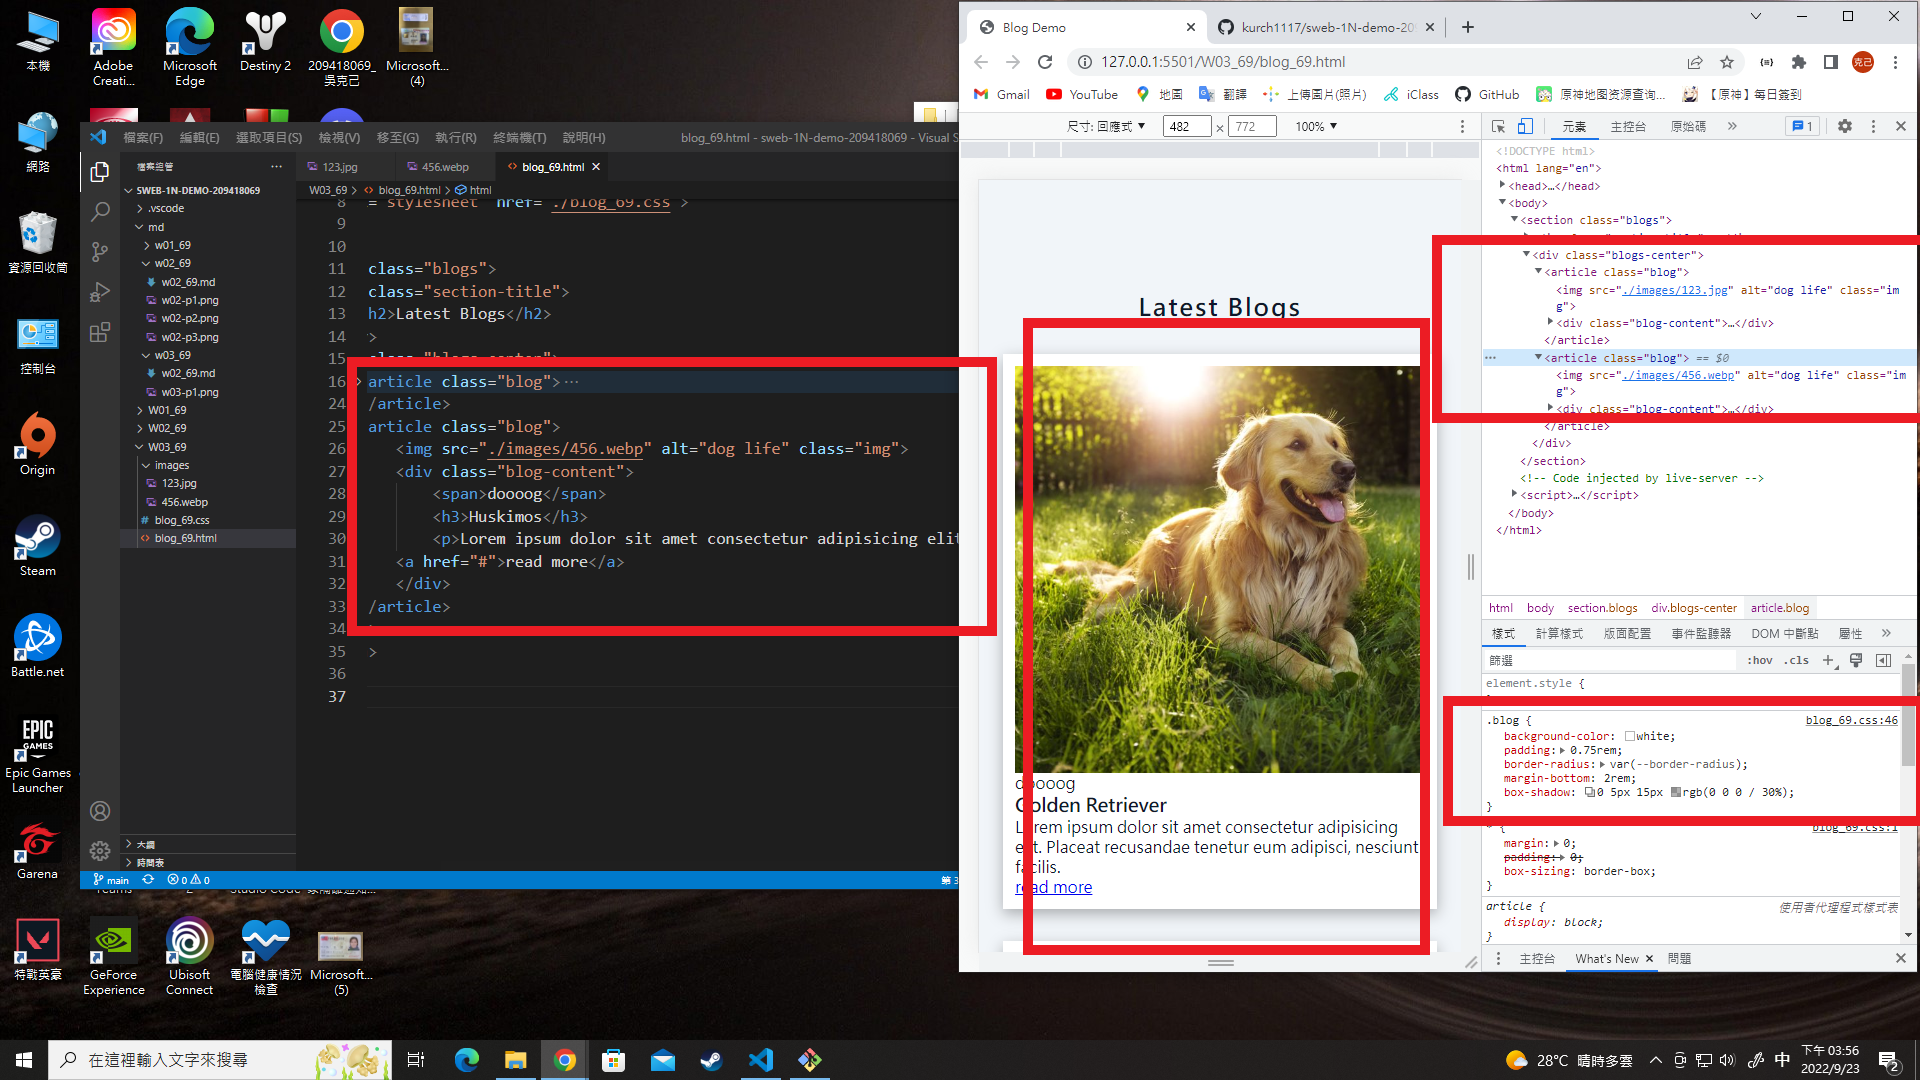 本機
Adobe
Creati...
Microsoft
Edge
Destiny 2
209418069_
吳克己
Microsoft...
(4)
網路
資源回收筒
控制台
Origin
Steam
Battle.net
EPIC
GAMES
Epic Games
Launcher
Garena
特戰英豪
GeForce
Experience
Ubisoft
Connect
電腦健康情況
檢查
Microsoft...
(5)
檔案(F)
編輯(E)
選取項目(S)
檢視(V)
移至(G)
執行(R)
終端機(T)
說明(H)
blog_69.html - sweb-1N-demo-209418069 - Visual S
檔案總管
SWEB-1N-DEMO-209418069
.vscode
md
w01_69
w02_69
w02_69.md
w02-p1.png
w02-p2.png
w02-p3.png
w03_69
w02_69.md
w03-p1.png
W01_69
W02_69
W03_69
images
123.jpg
456.webp
# blog_69.css
<> blog_69.html
大綱
時間表
main
0 0
第 3
123.jpg
456.webp
<> blog_69.html
W03_69 > <> blog_69.html > html
8 = stylesheet href= ./blog_69.css >
9
10
11 class="blogs">
12 class="section-title">
13 h2>Latest Blogs</h2>
14 >
15 class="blogs-center">
16 article class="blog">...
24 /article>
25 article class="blog">
26 <img src="./images/456.webp" alt="dog life" class="img">
27 <div class="blog-content">
28 <span>doooog</span>
29 <h3>Huskimos</h3>
30 <p>Lorem ipsum dolor sit amet consectetur adipisicing elit
31 <a href="#">read more</a>
32 </div>
33 /article>
34
35 >
36
37
Blog Demo
kurch1117/sweb-1N-demo-209
127.0.0.1:5501/W03_69/blog_69.html
克己
Gmail
YouTube
地圖
翻譯
上傳圖片(照片)
iClass
GitHub
原神地图资源查询...
【原神】每日簽到
尺寸: 回應式 ▼
482 × 772
100% ▼
Latest Blogs
doooog
Golden Retriever
Lorem ipsum dolor sit amet consectetur adipisicing
elit. Placeat recusandae tenetur eum adipisci, nesciunt
facilis.
read more
元素
主控台
原始碼
»
1
<!DOCTYPE html>
<html lang="en">
<head>…</head>
<body>
<section class="blogs">
<div class="blogs-center">
<article class="blog">
<img src="./images/123.jpg" alt="dog life" class="im
g">
<div class="blog-content">…</div>
</article>
<article class="blog"> == $0
<img src="./images/456.webp" alt="dog life" class="im
g">
<div class="blog-content">…</div>
</article>
</div>
</section>
<!-- Code injected by live-server -->
<script>…</script>
</body>
</html>
html
body
section.blogs
div.blogs-center
article.blog
樣式
計算樣式
版面配置
事件監聽器
DOM 中斷點
屬性
»
篩選
:hov .cls +
element.style {
.blog {
blog_69.css:46
background-color: white;
padding: 0.75rem;
border-radius: var(--border-radius);
margin-bottom: 2rem;
box-shadow: 0 5px 15px rgb(0 0 0 / 30%);
}
* {
blog_69.css:1
margin: 0;
padding: 0;
box-sizing: border-box;
}
article {
使用者代理程式樣式表
display: block;
}
主控台
What's New
問題
在這裡輸入文字來搜尋
28°C 晴時多雲
中
下午 03:56
2022/9/23
2